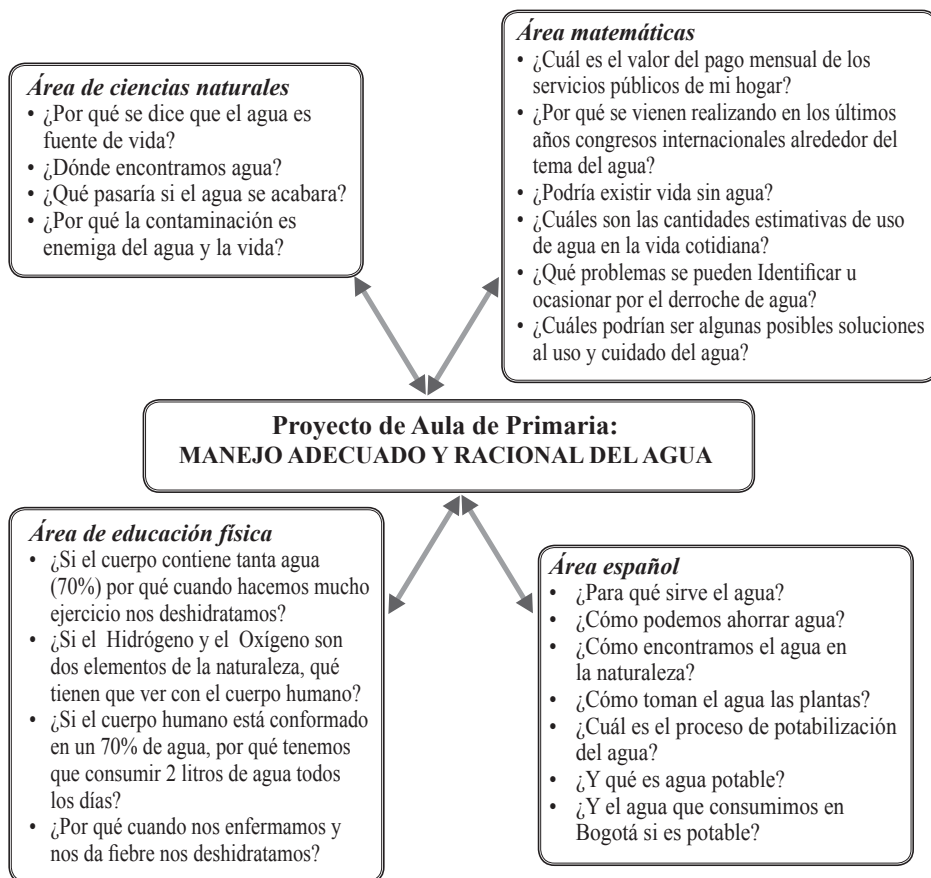 Área de ciencias naturales
• ¿Por qué se dice que el agua es
fuente de vida?
• ¿Dónde encontramos agua?
• ¿Qué pasaría si el agua se acabara?
• ¿Por qué la contaminación es
enemiga del agua y la vida?
Área matemáticas
• ¿Cuál es el valor del pago mensual de los
servicios públicos de mi hogar?
• ¿Por qué se vienen realizando en los últimos
años congresos internacionales alrededor del
tema del agua?
• ¿Podría existir vida sin agua?
• ¿Cuáles son las cantidades estimativas de uso
de agua en la vida cotidiana?
• ¿Qué problemas se pueden Identificar u
ocasionar por el derroche de agua?
• ¿Cuáles podrían ser algunas posibles soluciones
al uso y cuidado del agua?
Proyecto de Aula de Primaria:
MANEJO ADECUADO Y RACIONAL DEL AGUA
Área de educación física
• ¿Si el cuerpo contiene tanta agua
(70%) por qué cuando hacemos mucho
ejercicio nos deshidratamos?
• ¿Si el Hidrógeno y el Oxígeno son
dos elementos de la naturaleza, qué
tienen que ver con el cuerpo humano?
• ¿Si el cuerpo humano está conformado
en un 70% de agua, por qué tenemos
que consumir 2 litros de agua todos
los días?
• ¿Por qué cuando nos enfermamos y
nos da fiebre nos deshidratamos?
Área español
• ¿Para qué sirve el agua?
• ¿Cómo podemos ahorrar agua?
• ¿Cómo encontramos el agua en
la naturaleza?
• ¿Cómo toman el agua las plantas?
• ¿Cuál es el proceso de potabilización
del agua?
• ¿Y qué es agua potable?
• ¿Y el agua que consumimos en
Bogotá si es potable?